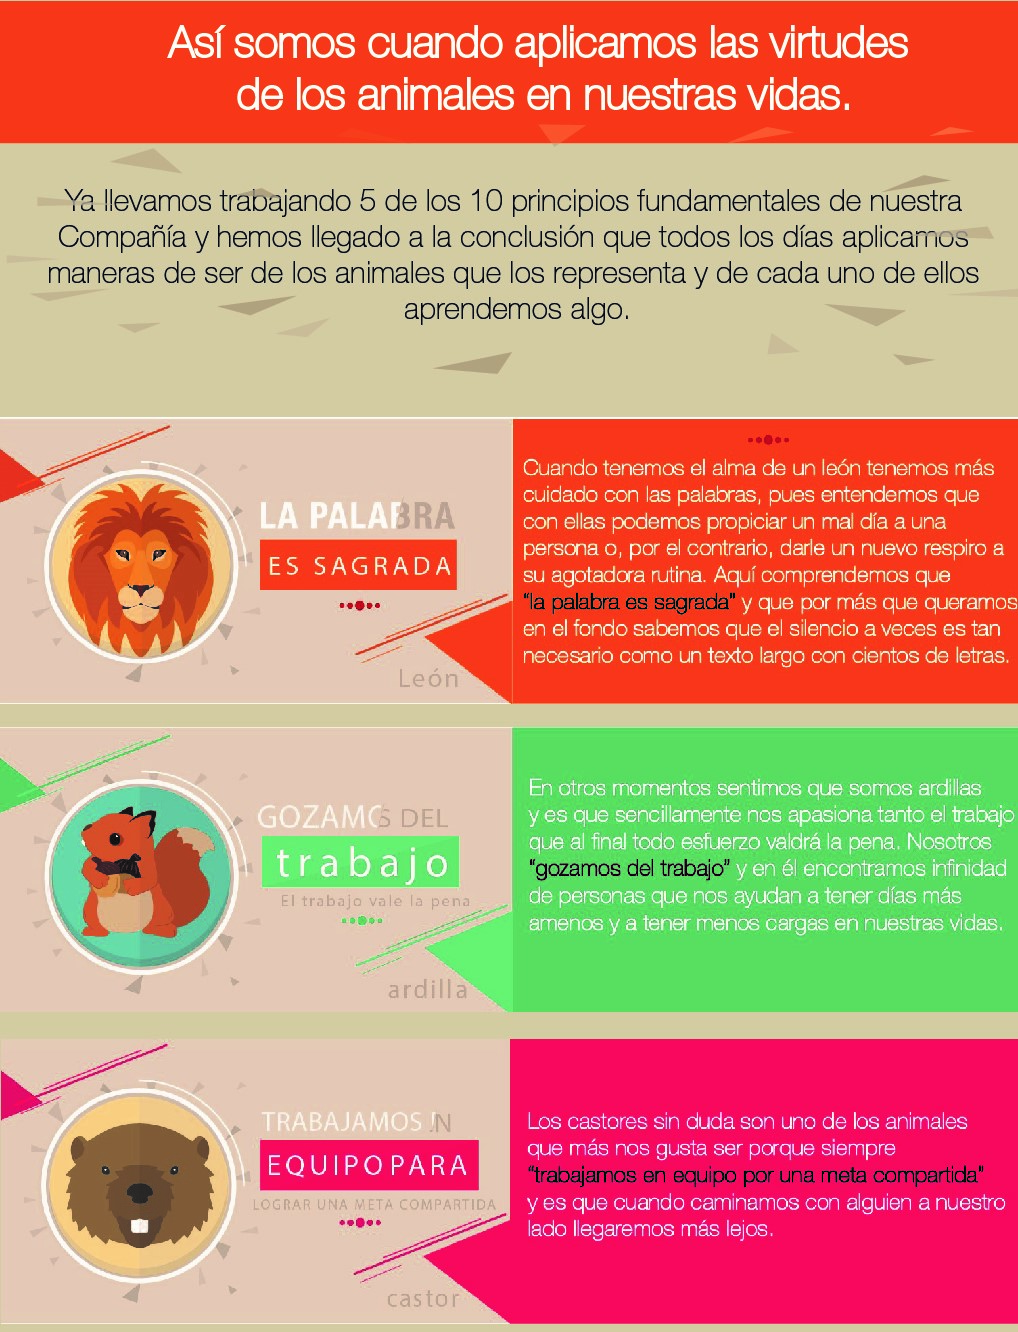 Así somos cuando aplicamos las virtudes
de los animales en nuestras vidas.
Ya llevamos trabajando 5 de los 10 principios fundamentales de nuestra
Compañía y hemos llegado a la conclusión que todos los días aplicamos
maneras de ser de los animales que los representa y de cada uno de ellos
aprendemos algo.
LA PALABRA
ES SAGRADA
León
Cuando tenemos el alma de un león tenemos más
cuidado con las palabras, pues entendemos que
con ellas podemos propiciar un mal día a una
persona o, por el contrario, darle un nuevo respiro a
su agotadora rutina. Aquí comprendemos que
“la palabra es sagrada” y que por más que queramos
en el fondo sabemos que el silencio a veces es tan
necesario como un texto largo con cientos de letras.
GOZAMOS DEL
trabajo
El trabajo vale la pena
ardilla
En otros momentos sentimos que somos ardillas
y es que sencillamente nos apasiona tanto el trabajo
que al final todo esfuerzo valdrá la pena. Nosotros
“gozamos del trabajo” y en él encontramos infinidad
de personas que nos ayudan a tener días más
amenos y a tener menos cargas en nuestras vidas.
TRABAJAMOS EN
EQUIPO PARA
LOGRAR UNA META COMPARTIDA
castor
Los castores sin duda son uno de los animales
que más nos gusta ser porque siempre
“trabajamos en equipo por una meta compartida”
y es que cuando caminamos con alguien a nuestro
lado llegaremos más lejos.